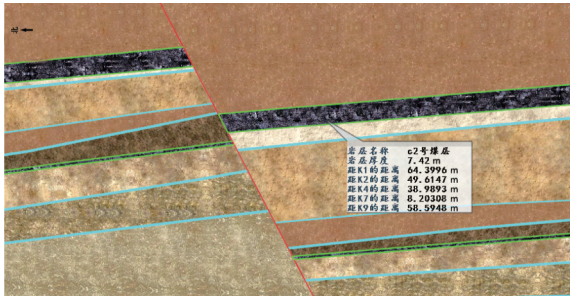 北
岩层名称 c2号煤层
岩层厚度 7.42 m
距K1的距离 64.3996 m
距K2的距离 49.6147 m
距K4的距离 38.9893 m
距K7的距离 8.20308 m
距K9的距离 58.5948 m